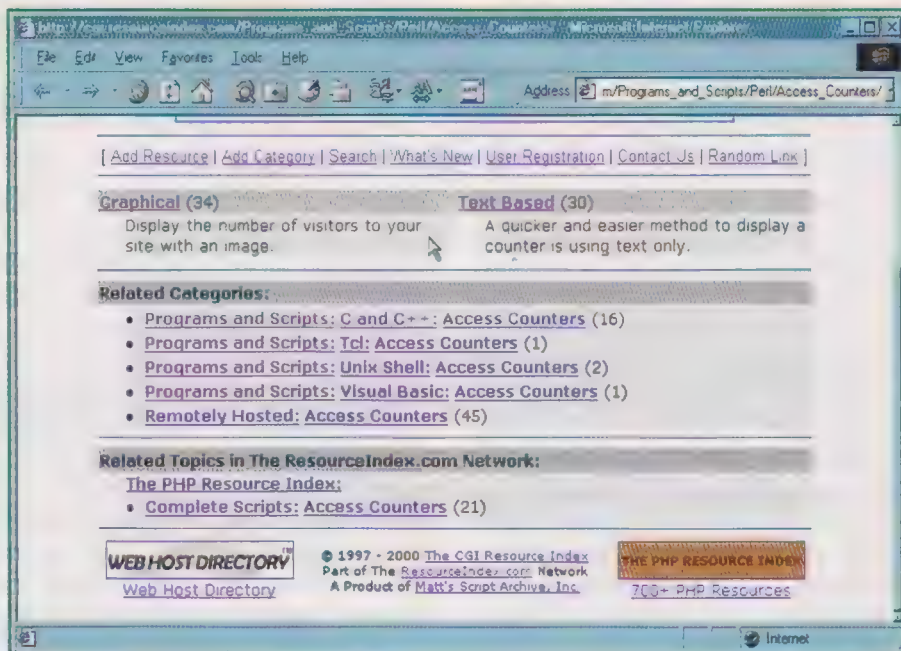 File Edit View Favorites Tools Help
Address m/Programs_and_Scripts/Perl/Access_Counters/
[ Add Resource | Add Category | Search | What's New | User Registration | Contact Us | Random Link ]
Graphical (34)
Display the number of visitors to your
site with an image.
Text Based (30)
A quicker and easier method to display a
counter is using text only.
Related Categories:
• Programs and Scripts: C and C++: Access Counters (16)
• Programs and Scripts: Tcl: Access Counters (1)
• Programs and Scripts: Unix Shell: Access Counters (2)
• Programs and Scripts: Visual Basic: Access Counters (1)
• Remotely Hosted: Access Counters (45)
Related Topics in The ResourceIndex.com Network:
The PHP Resource Index:
• Complete Scripts: Access Counters (21)
WEB HOST DIRECTORY
Web Host Directory
© 1997 - 2000 The CGI Resource Index
Part of The ResourceIndex.com Network
A Product of Matt's Script Archive, Inc.
THE PHP RESOURCE INDEX
700+ PHP Resources
Internet